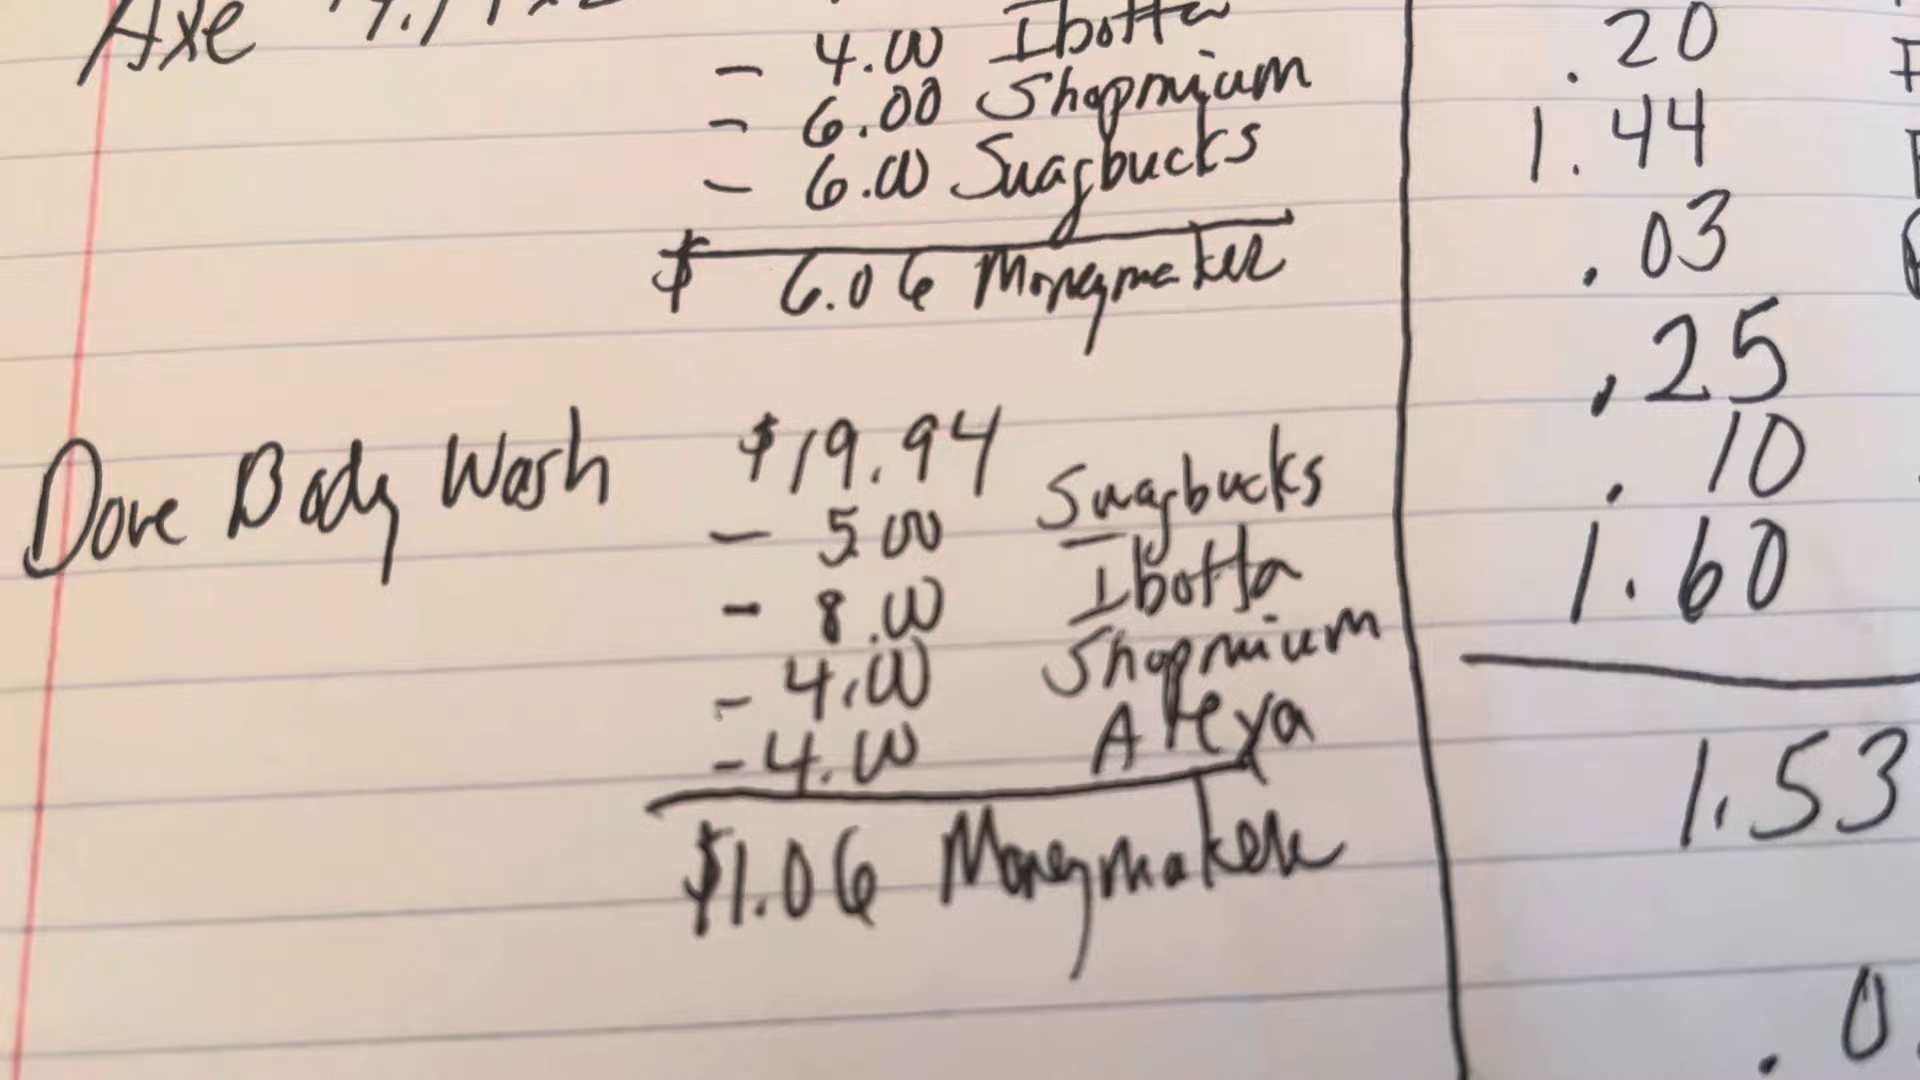 Axe
- 4.00 Ibotta
- 6.00 Shopmium
- 6.00 Swagbucks
$ 6.06 Moneymaker
Dove Body Wash $19.94
- 5.00 Swagbucks
- 8.00 Ibotta
- 4.00 Shopmium
- 4.00 Alexa
$1.06 Moneymaker
.20
1.44
.03
.25
.10
1.60
1.53
.0